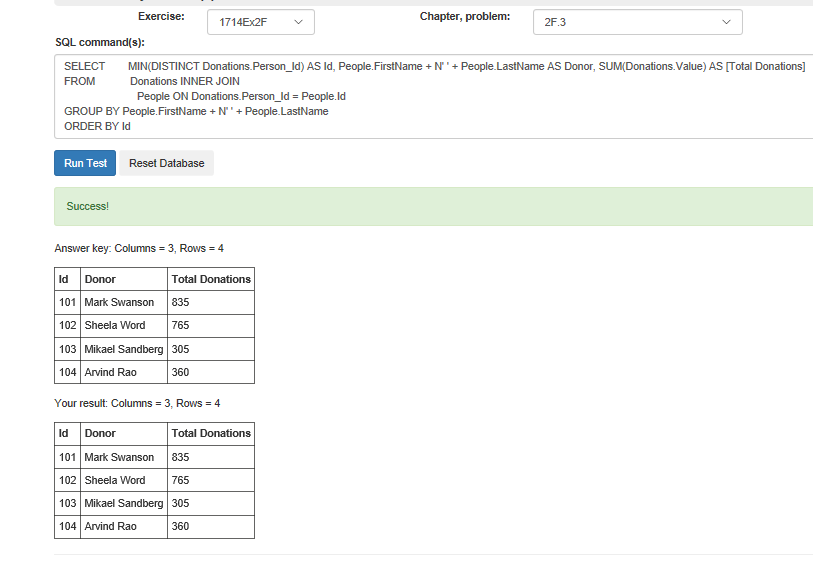 Exercise: 1714Ex2F Chapter, problem: 2F.3
SQL command(s):
SELECT MIN(DISTINCT Donations.Person_Id) AS Id, People.FirstName + N' ' + People.LastName AS Donor, SUM(Donations.Value) AS [Total Donations]
FROM Donations INNER JOIN
People ON Donations.Person_Id = People.Id
GROUP BY People.FirstName + N' ' + People.LastName
ORDER BY Id
Run Test Reset Database
Success!
Answer key: Columns = 3, Rows = 4
Id Donor Total Donations
101 Mark Swanson 835
102 Sheela Word 765
103 Mikael Sandberg 305
104 Arvind Rao 360
Your result: Columns = 3, Rows = 4
Id Donor Total Donations
101 Mark Swanson 835
102 Sheela Word 765
103 Mikael Sandberg 305
104 Arvind Rao 360